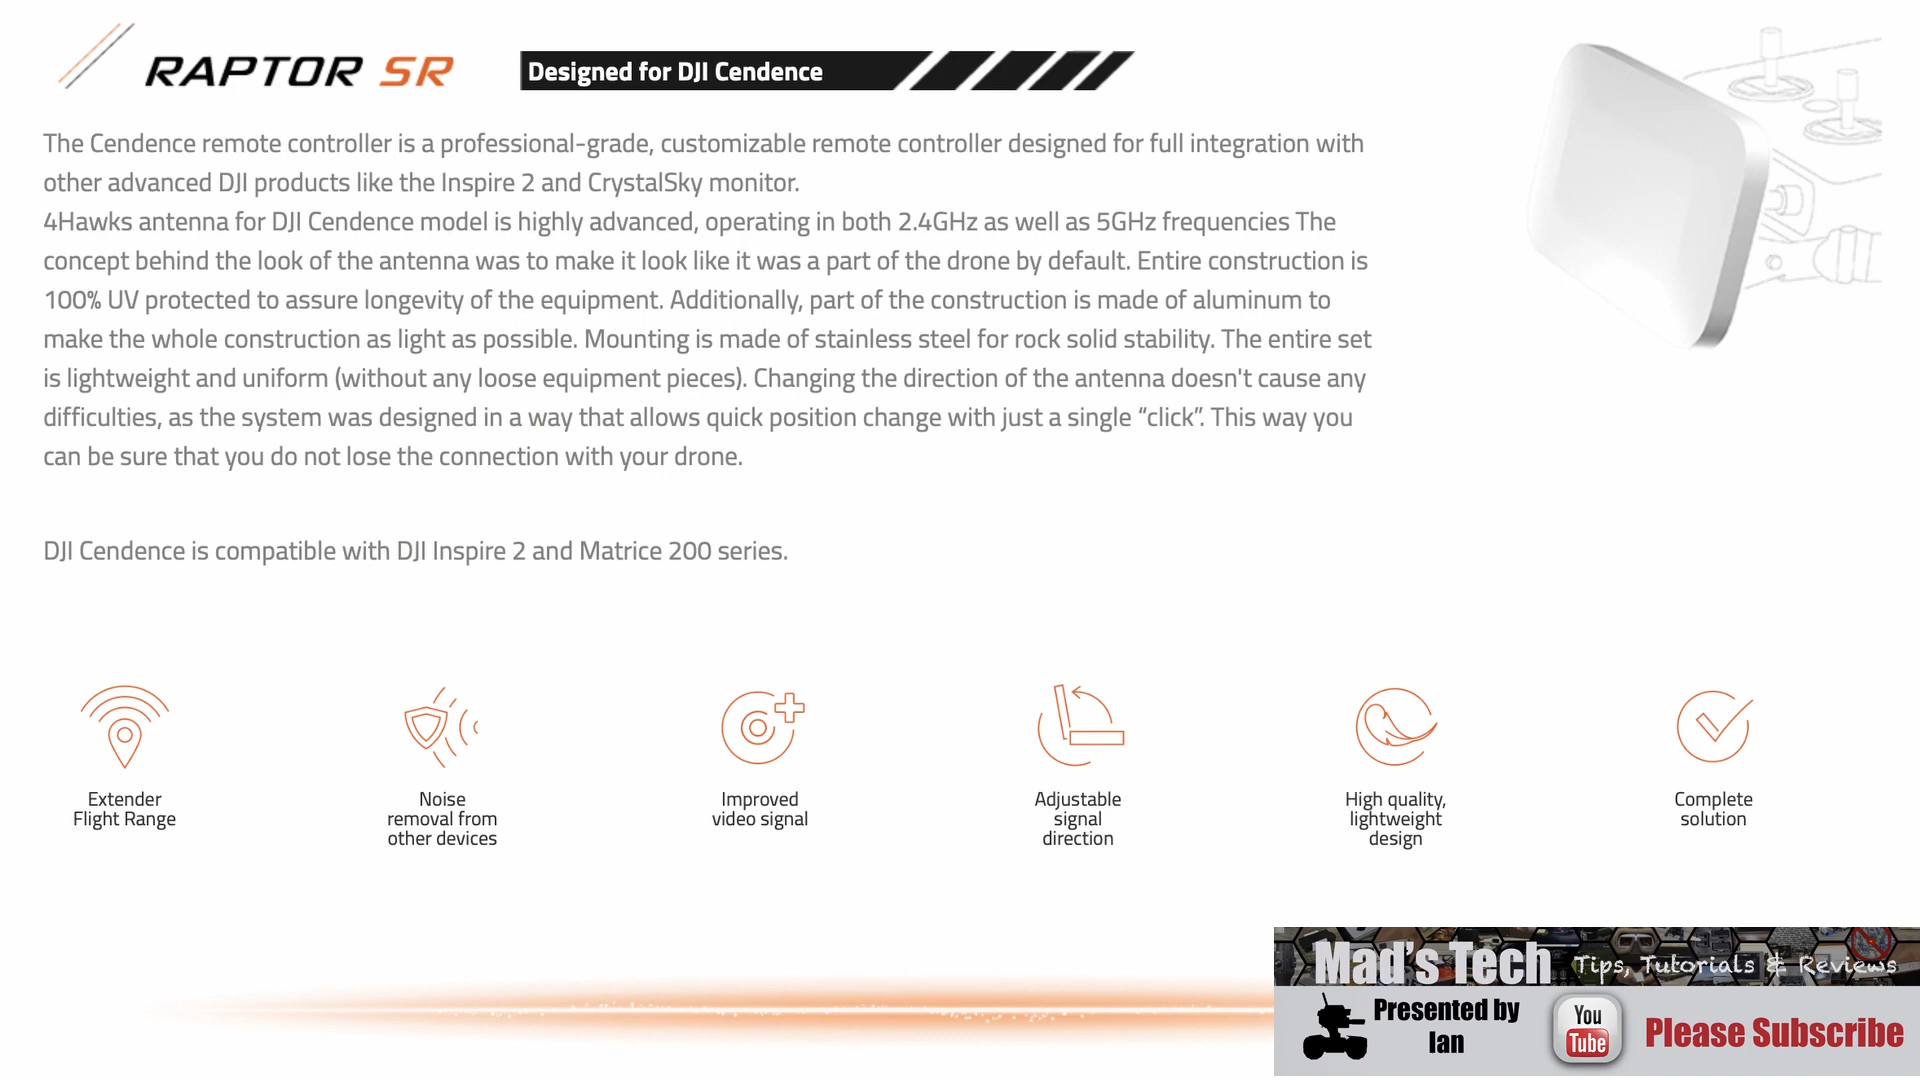 RAPTOR SR
Designed for DJI Cendence
The Cendence remote controller is a professional-grade, customizable remote controller designed for full integration with
other advanced DJI products like the Inspire 2 and CrystalSky monitor.
4Hawks antenna for DJI Cendence model is highly advanced, operating in both 2.4GHz as well as 5GHz frequencies The
concept behind the look of the antenna was to make it look like it was a part of the drone by default. Entire construction is
100% UV protected to assure longevity of the equipment. Additionally, part of the construction is made of aluminum to
make the whole construction as light as possible. Mounting is made of stainless steel for rock solid stability. The entire set
is lightweight and uniform (without any loose equipment pieces). Changing the direction of the antenna doesn't cause any
difficulties, as the system was designed in a way that allows quick position change with just a single “click”. This way you
can be sure that you do not lose the connection with your drone.
DJI Cendence is compatible with DJI Inspire 2 and Matrice 200 series.
Extender
Flight Range
Noise
removal from
other devices
Improved
video signal
Adjustable
signal
direction
High quality,
lightweight
design
Complete
solution
Mad's Tech Tips, Tutorials & Reviews
Presented by
Ian
You
Tube
Please Subscribe